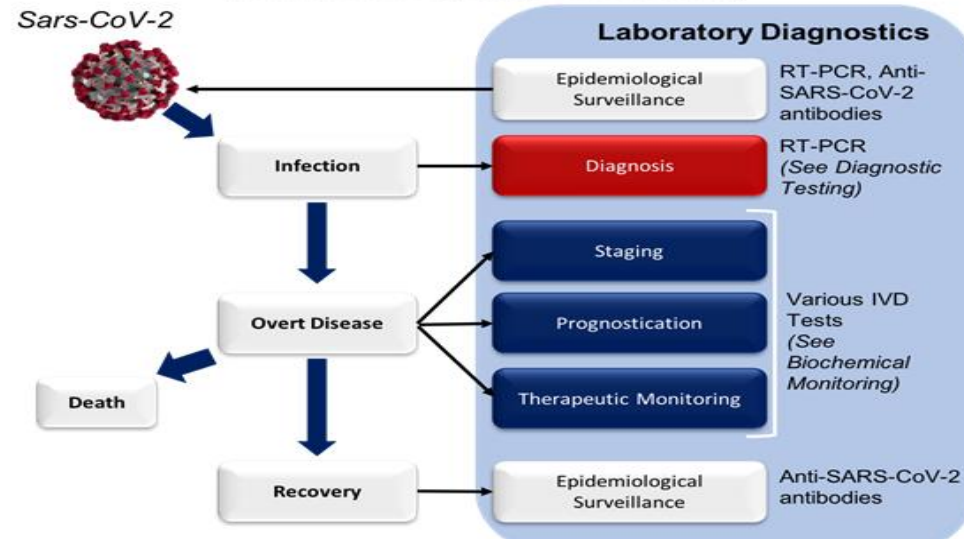 Sars-CoV-2
Laboratory Diagnostics
Epidemiological
Surveillance
RT-PCR, Anti-
SARS-CoV-2
antibodies
Infection
Diagnosis
RT-PCR
(See Diagnostic
Testing)
Staging
Overt Disease
Prognostication
Various IVD
Tests
(See
Biochemical
Monitoring)
Death
Therapeutic Monitoring
Recovery
Epidemiological
Surveillance
Anti-SARS-CoV-2
antibodies